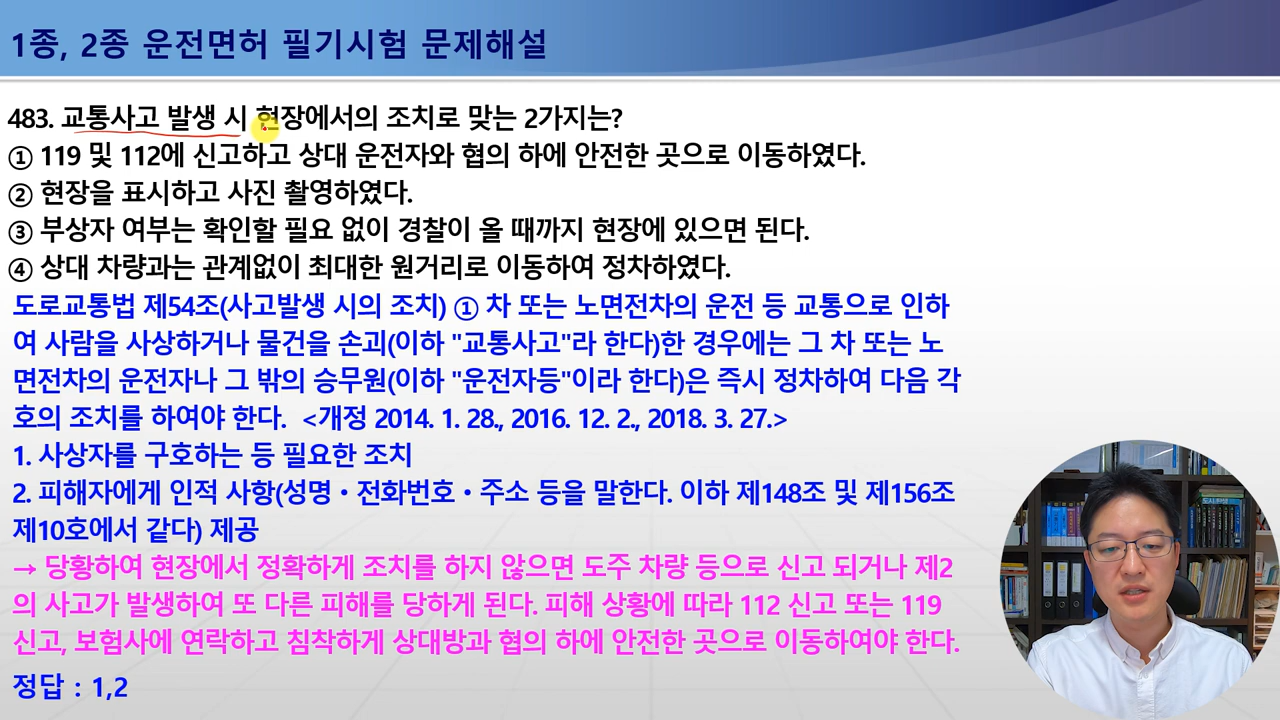 1종, 2종 운전면허 필기시험 문제해설
483. 교통사고 발생 시 현장에서의 조치로 맞는 2가지는?
① 119 및 112에 신고하고 상대 운전자와 협의 하에 안전한 곳으로 이동하였다.
② 현장을 표시하고 사진 촬영하였다.
③ 부상자 여부는 확인할 필요 없이 경찰이 올 때까지 현장에 있으면 된다.
④ 상대 차량과는 관계없이 최대한 원거리로 이동하여 정차하였다.
도로교통법 제54조(사고발생 시의 조치) ① 차 또는 노면전차의 운전 등 교통으로 인하
여 사람을 사상하거나 물건을 손괴(이하 "교통사고"라 한다)한 경우에는 그 차 또는 노
면전차의 운전자나 그 밖의 승무원(이하 "운전자등"이라 한다)은 즉시 정차하여 다음 각
호의 조치를 하여야 한다.  <개정 2014. 1. 28., 2016. 12. 2., 2018. 3. 27.>
1. 사상자를 구호하는 등 필요한 조치
2. 피해자에게 인적 사항(성명・전화번호・주소 등을 말한다. 이하 제148조 및 제156조
제10호에서 같다) 제공
→ 당황하여 현장에서 정확하게 조치를 하지 않으면 도주 차량 등으로 신고 되거나 제2
의 사고가 발생하여 또 다른 피해를 당하게 된다. 피해 상황에 따라 112 신고 또는 119
신고, 보험사에 연락하고 침착하게 상대방과 협의 하에 안전한 곳으로 이동하여야 한다.
정답 : 1,2